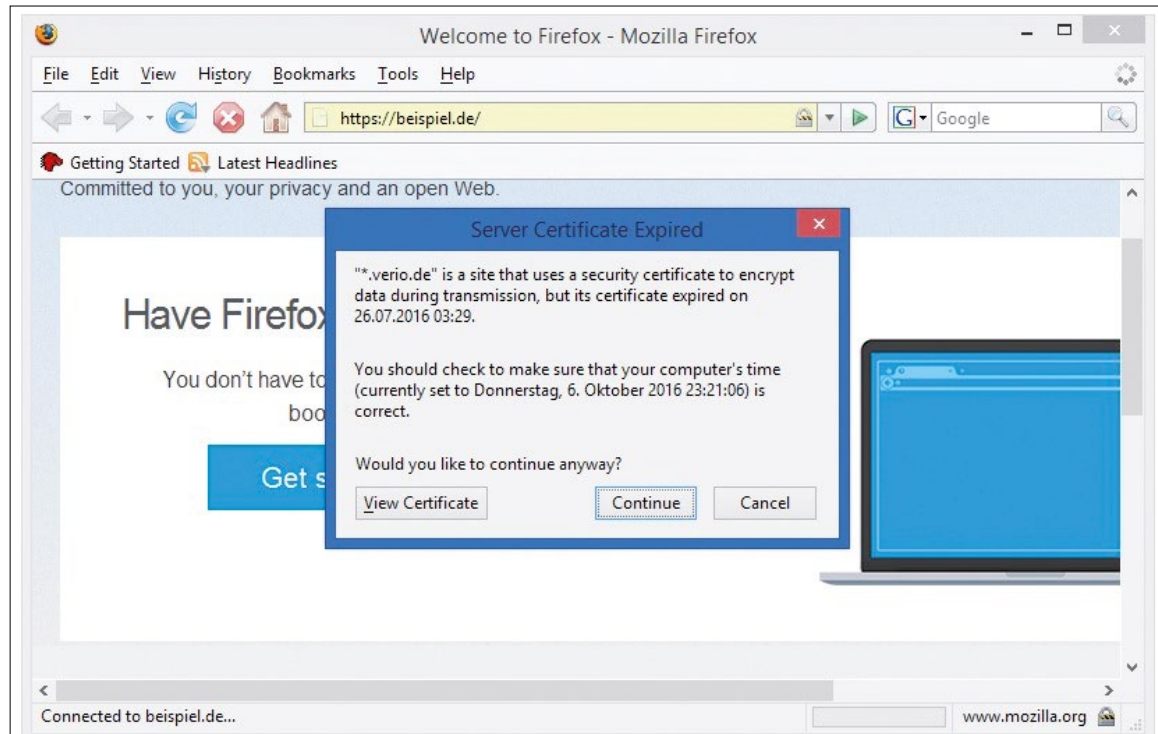 Welcome to Firefox - Mozilla Firefox
File Edit View History Bookmarks Tools Help
https://beispiel.de/ G Google
Getting Started Latest Headlines
Committed to you, your privacy and an open Web.
Server Certificate Expired
"*.verio.de" is a site that uses a security certificate to encrypt
data during transmission, but its certificate expired on
26.07.2016 03:29.
You should check to make sure that your computer's time
(currently set to Donnerstag, 6. Oktober 2016 23:21:06) is
correct.
Would you like to continue anyway?
View Certificate Continue Cancel
Have Firefox
You don't have to
boo
Get s
Connected to beispiel.de... www.mozilla.org